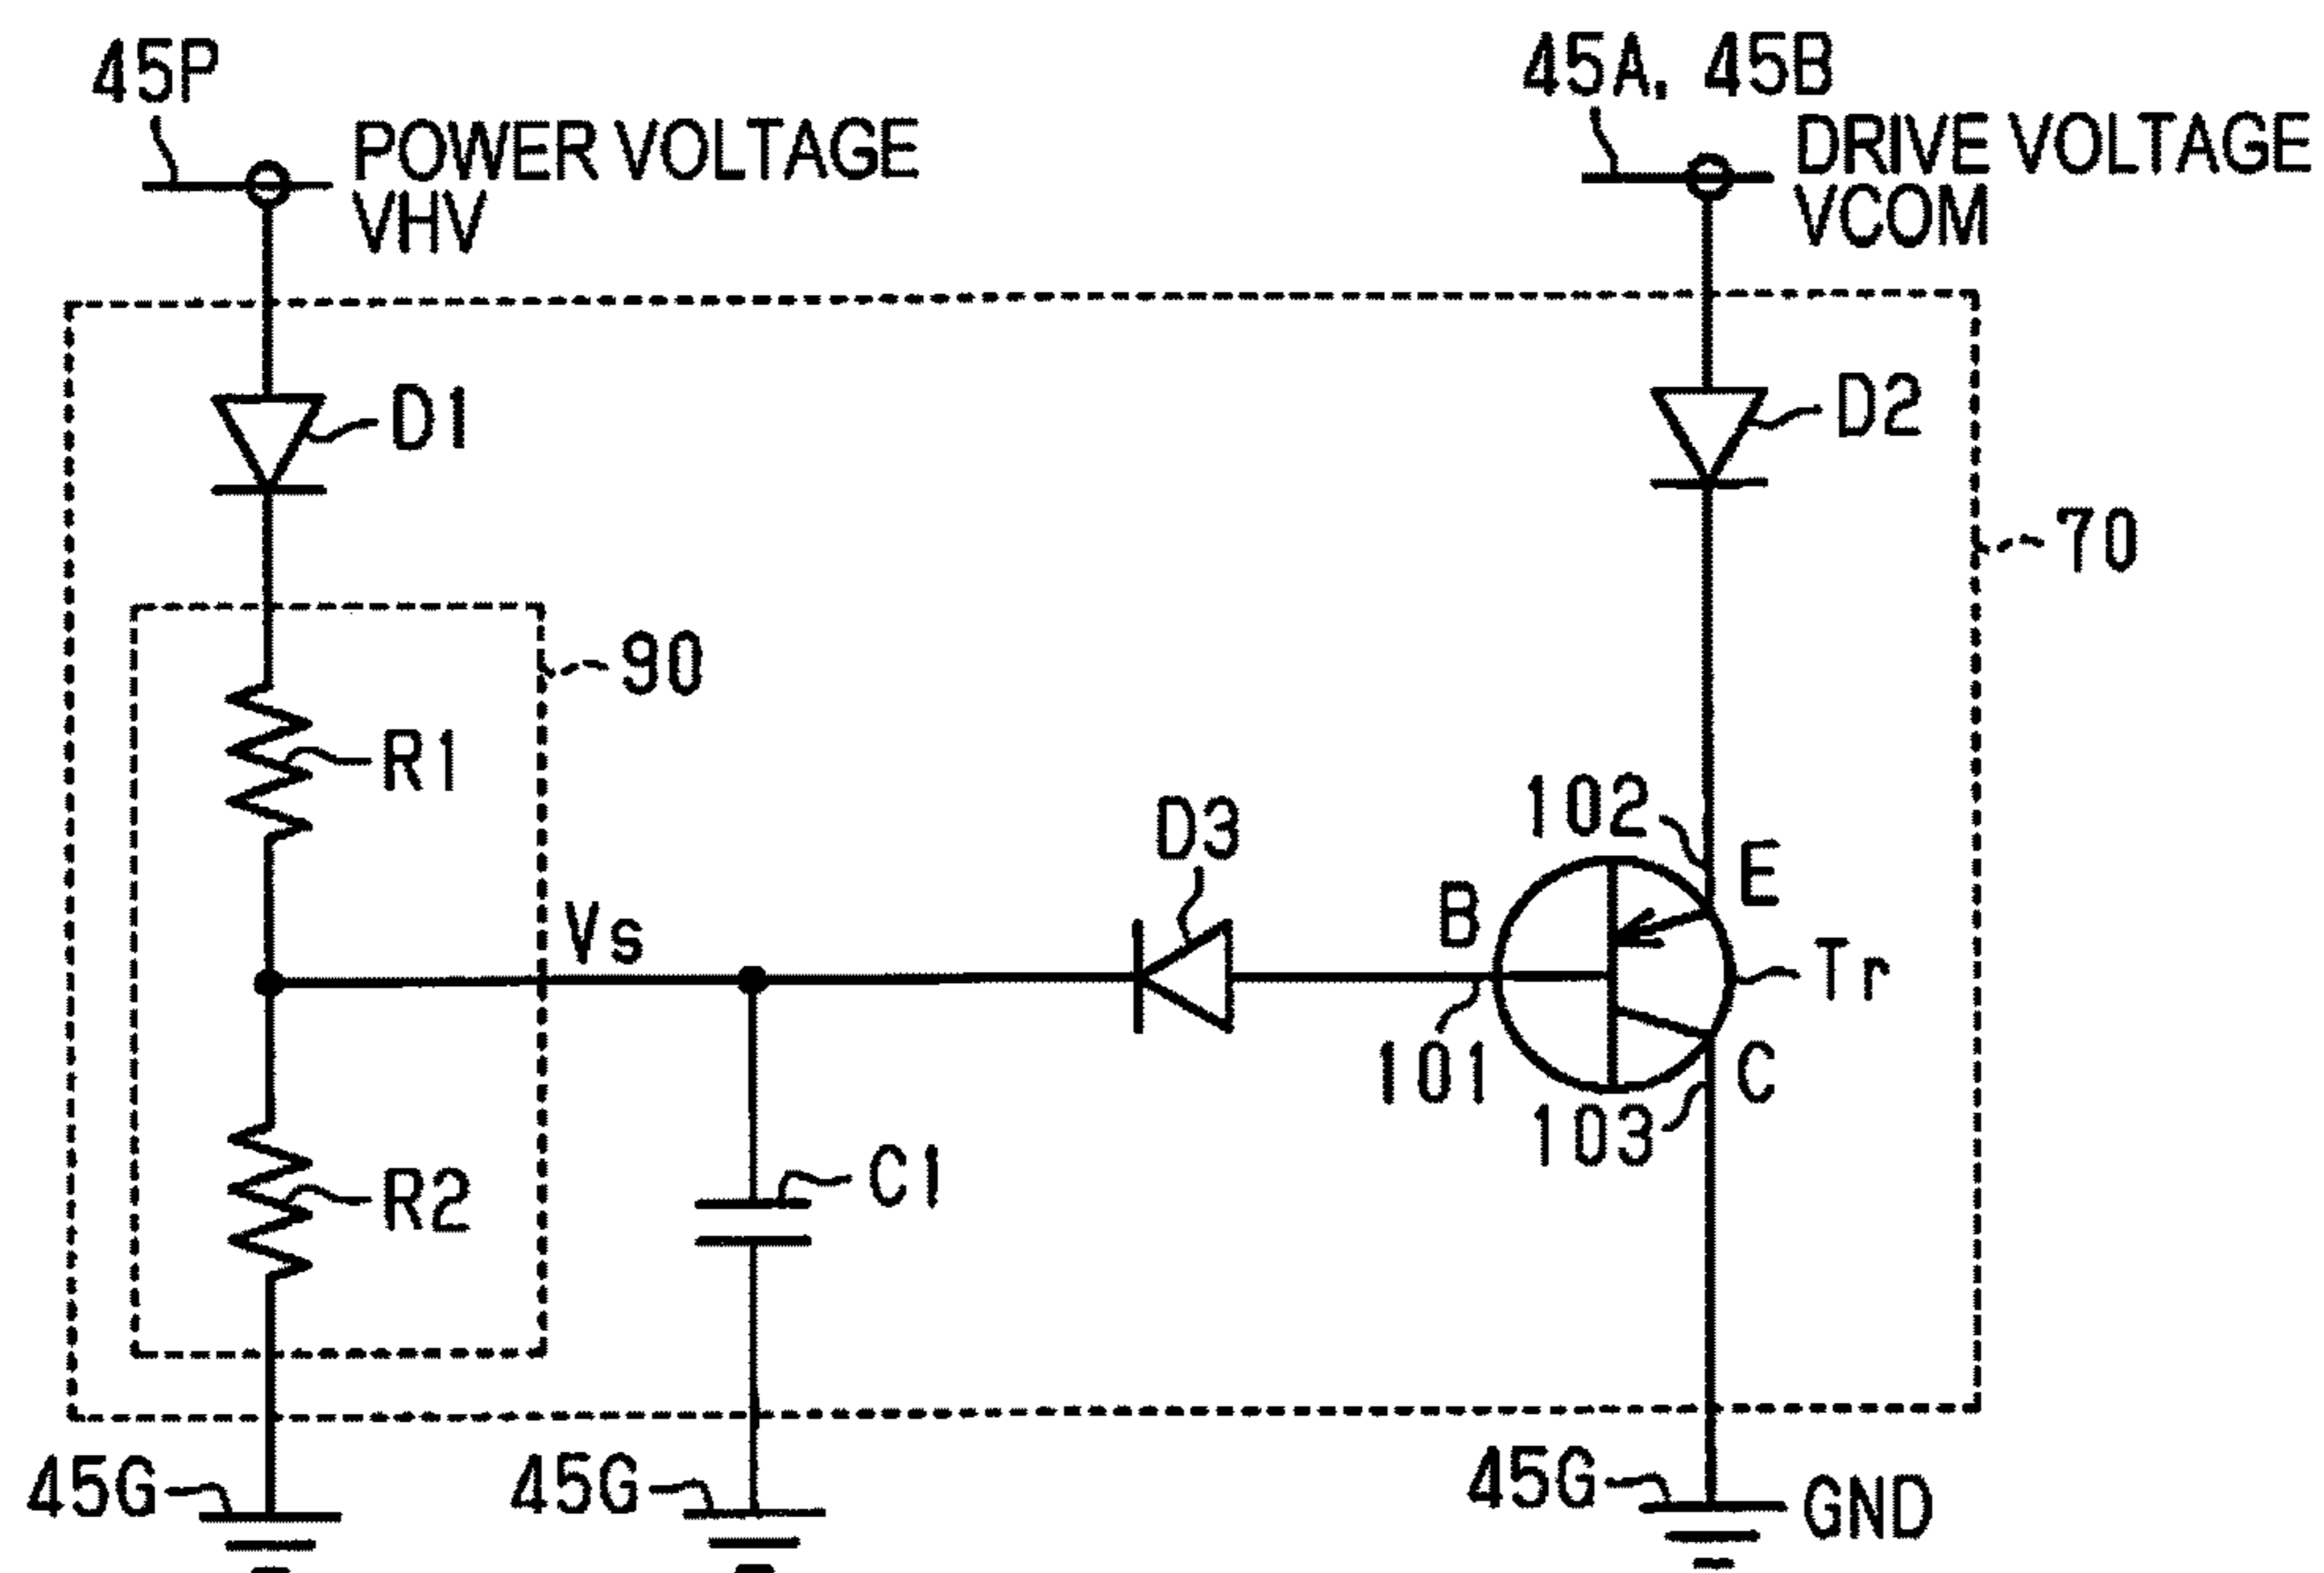 45P
POWER VOLTAGE
VHV
45A, 45B
DRIVE VOLTAGE
VCOM
D1
D2
70
90
R1
102
D3
E
B
Vs
Tr
101
C
103
C1
R2
45G
45G
45G
GND